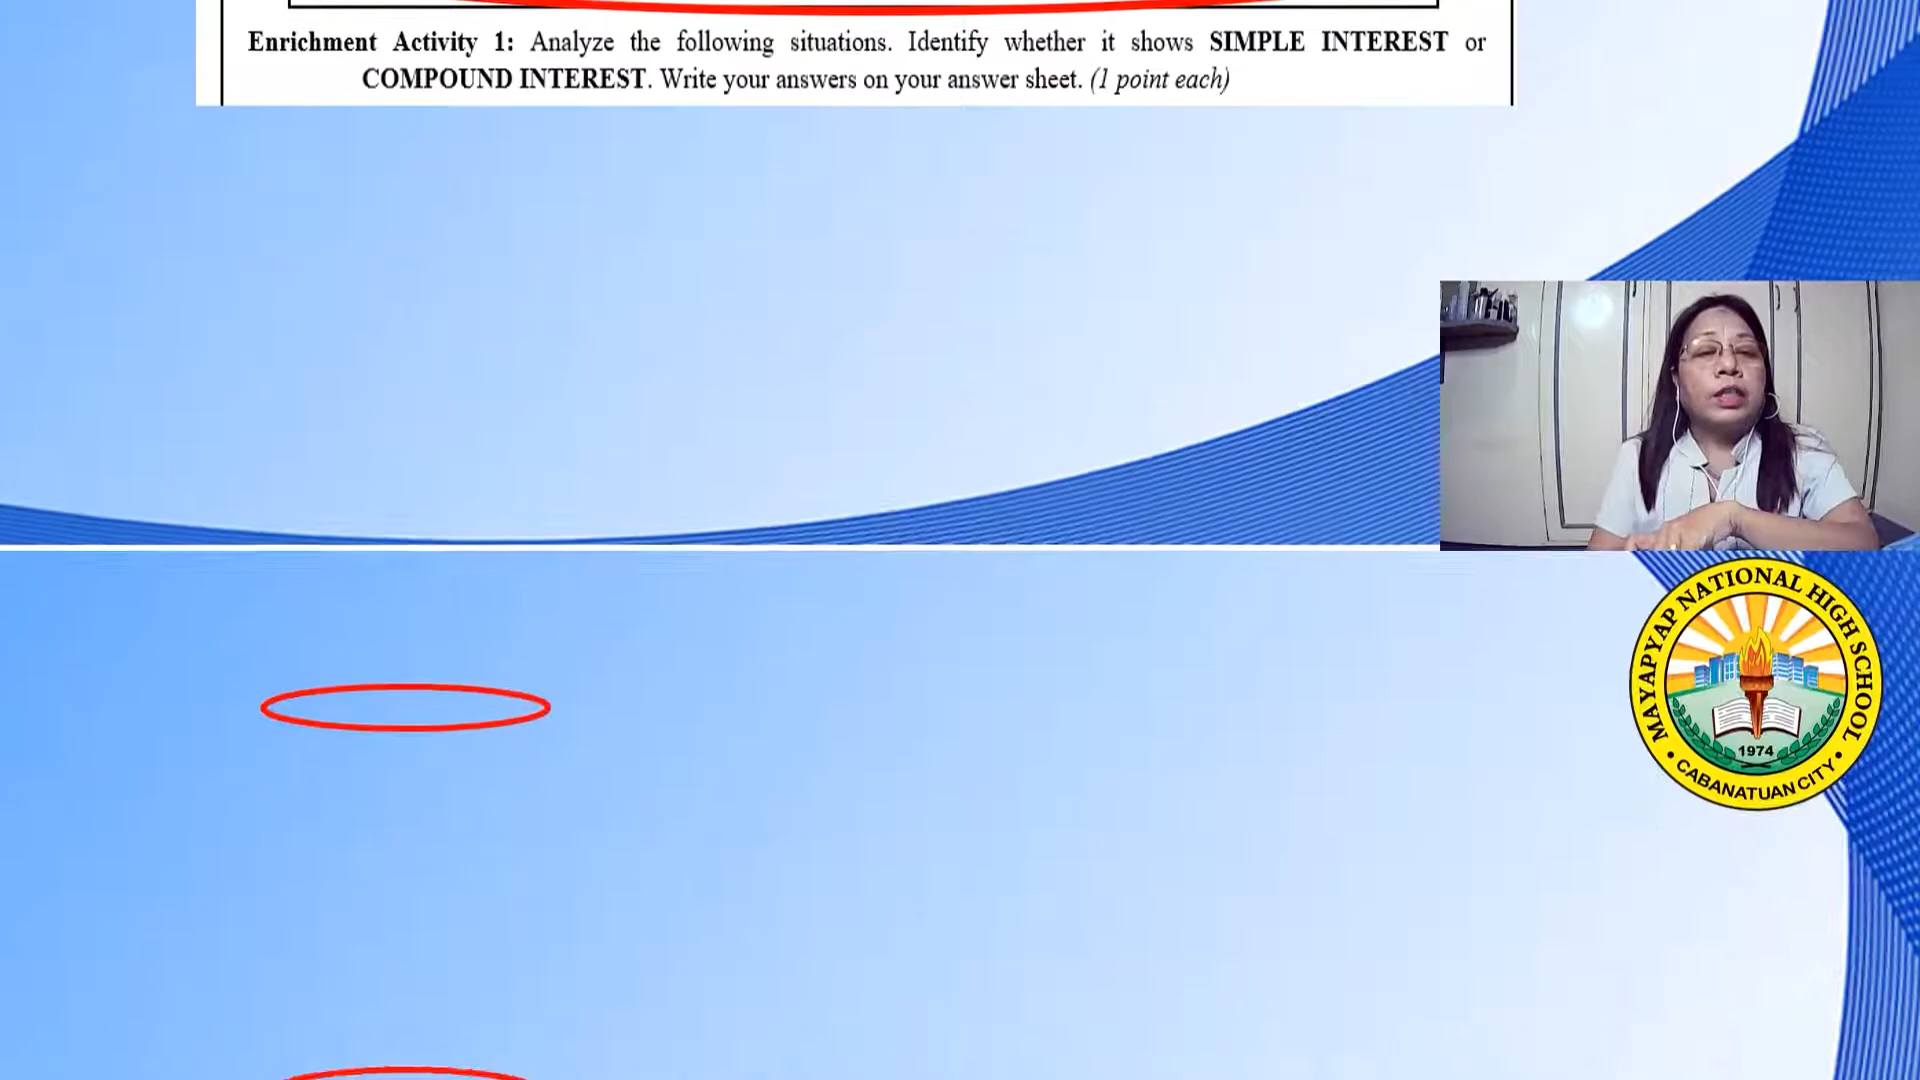 Enrichment Activity 1: Analyze the following situations. Identify whether it shows SIMPLE INTEREST or
COMPOUND INTEREST. Write your answers on your answer sheet. (1 point each)
MAYAPYAP NATIONAL HIGH SCHOOL
1974
• CABANATUAN CITY •